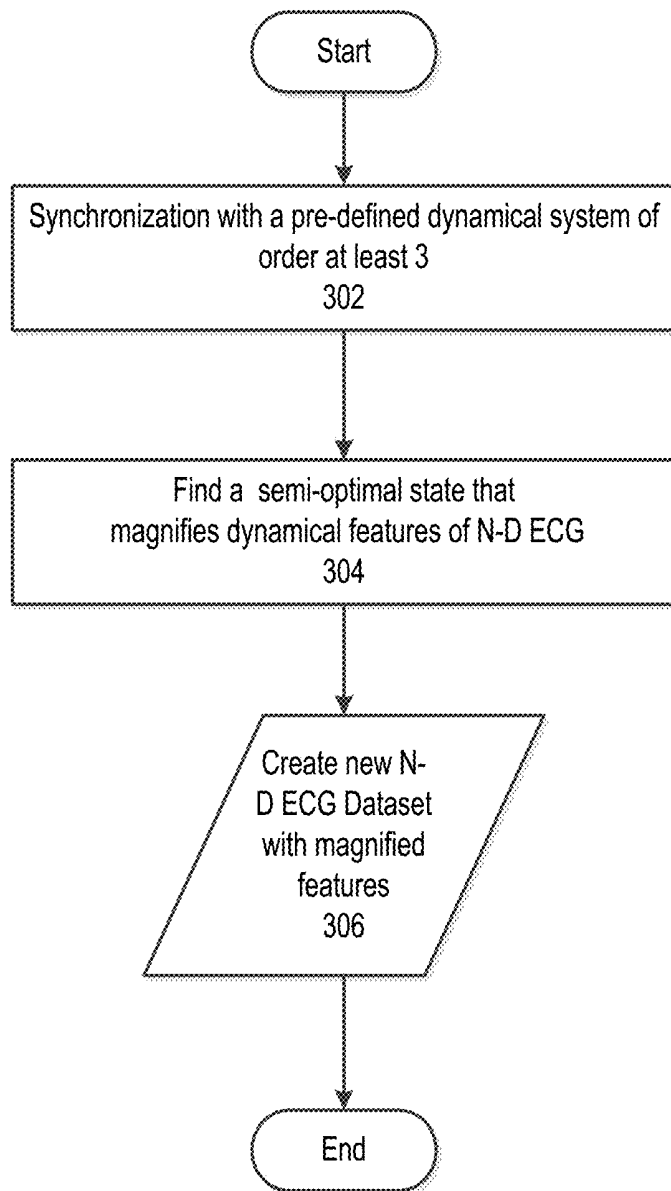 Start
Synchronization with a pre-defined dynamical system of
order at least 3
302
Find a semi-optimal state that
magnifies dynamical features of N-D ECG
304
Create new N-
D ECG Dataset
with magnified
features
306
End